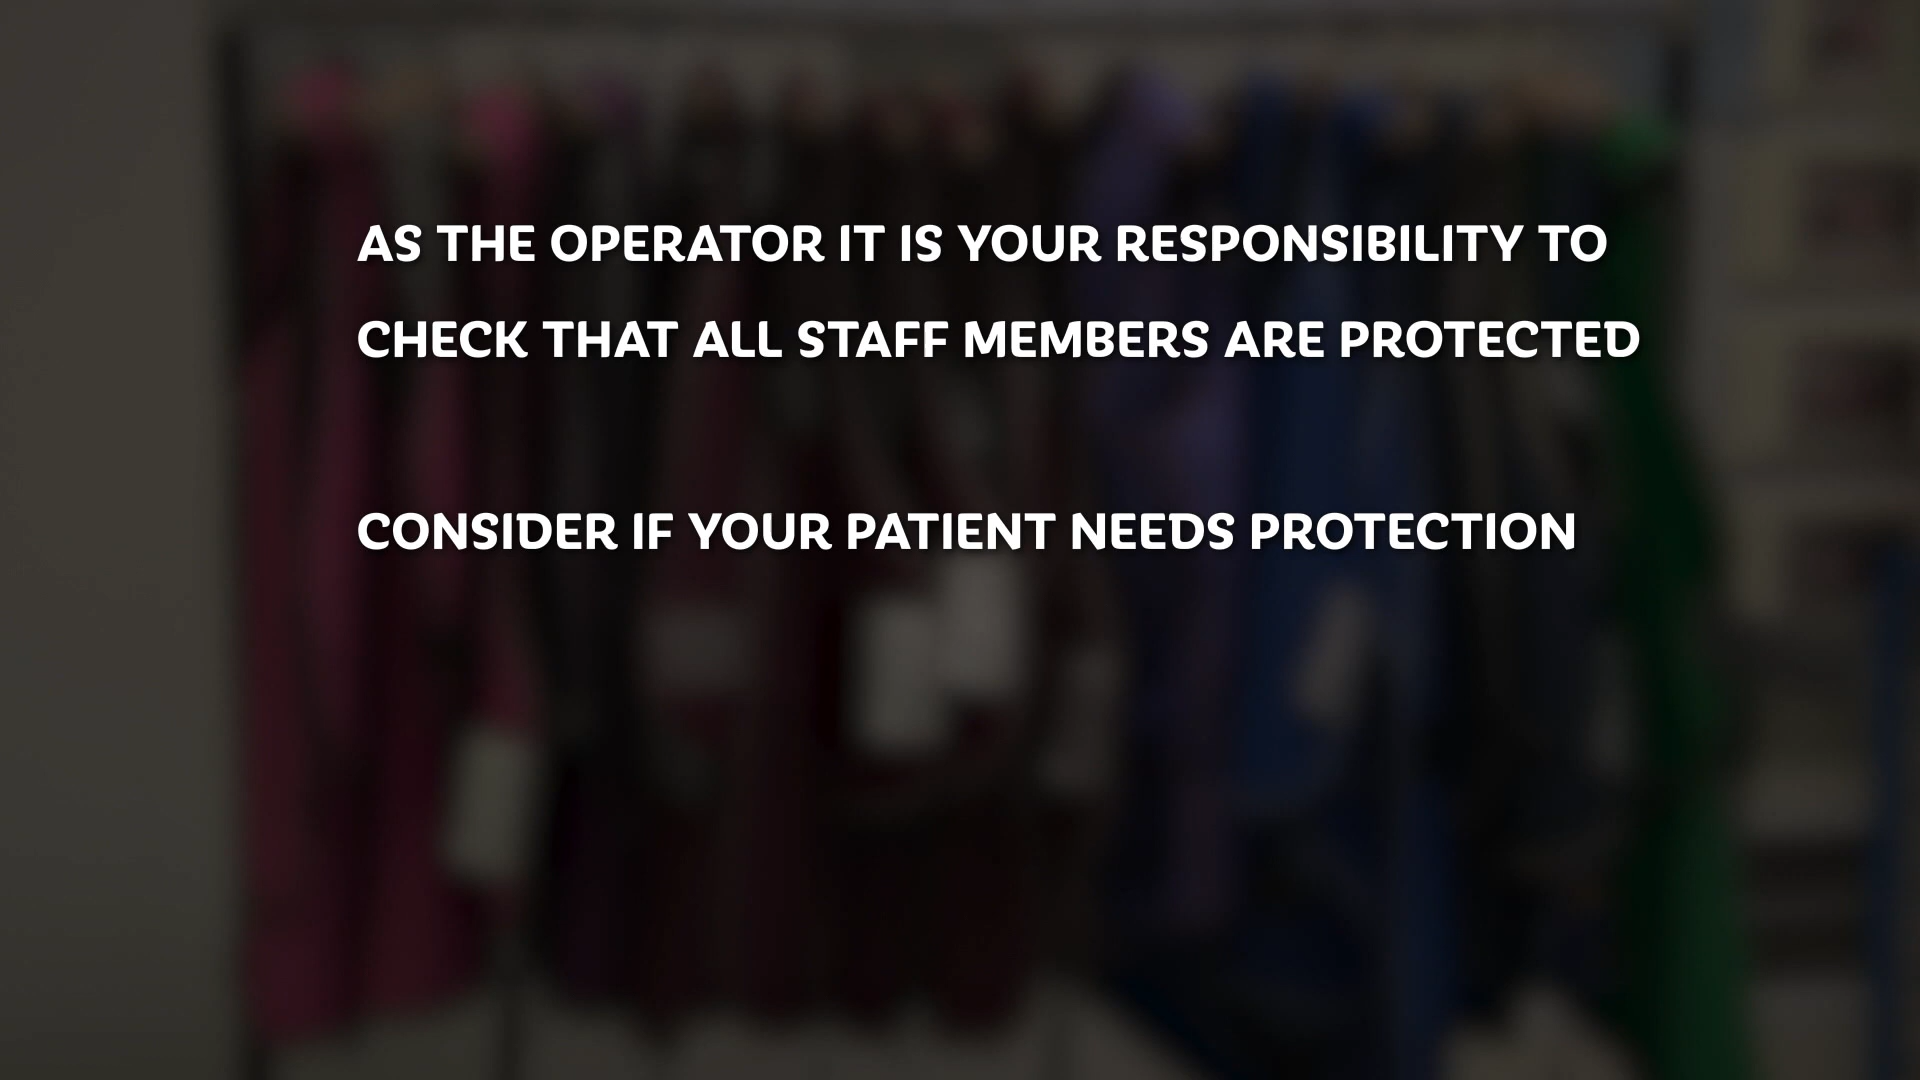 AS THE OPERATOR IT IS YOUR RESPONSIBILITY TO
CHECK THAT ALL STAFF MEMBERS ARE PROTECTED
CONSIDER IF YOUR PATIENT NEEDS PROTECTION